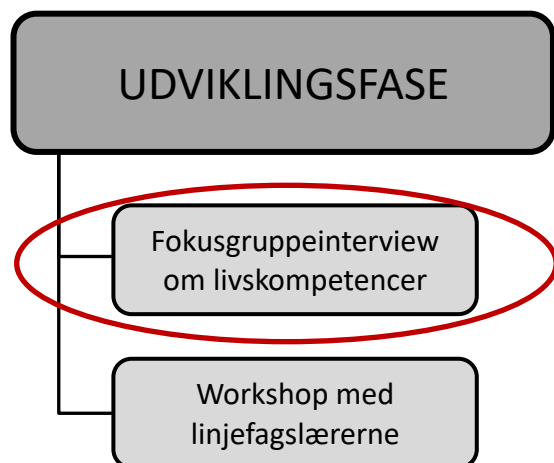 UDVIKLINGSFASE
Fokusgruppeinterview
om livskompetencer
Workshop med
linjefagslærerne